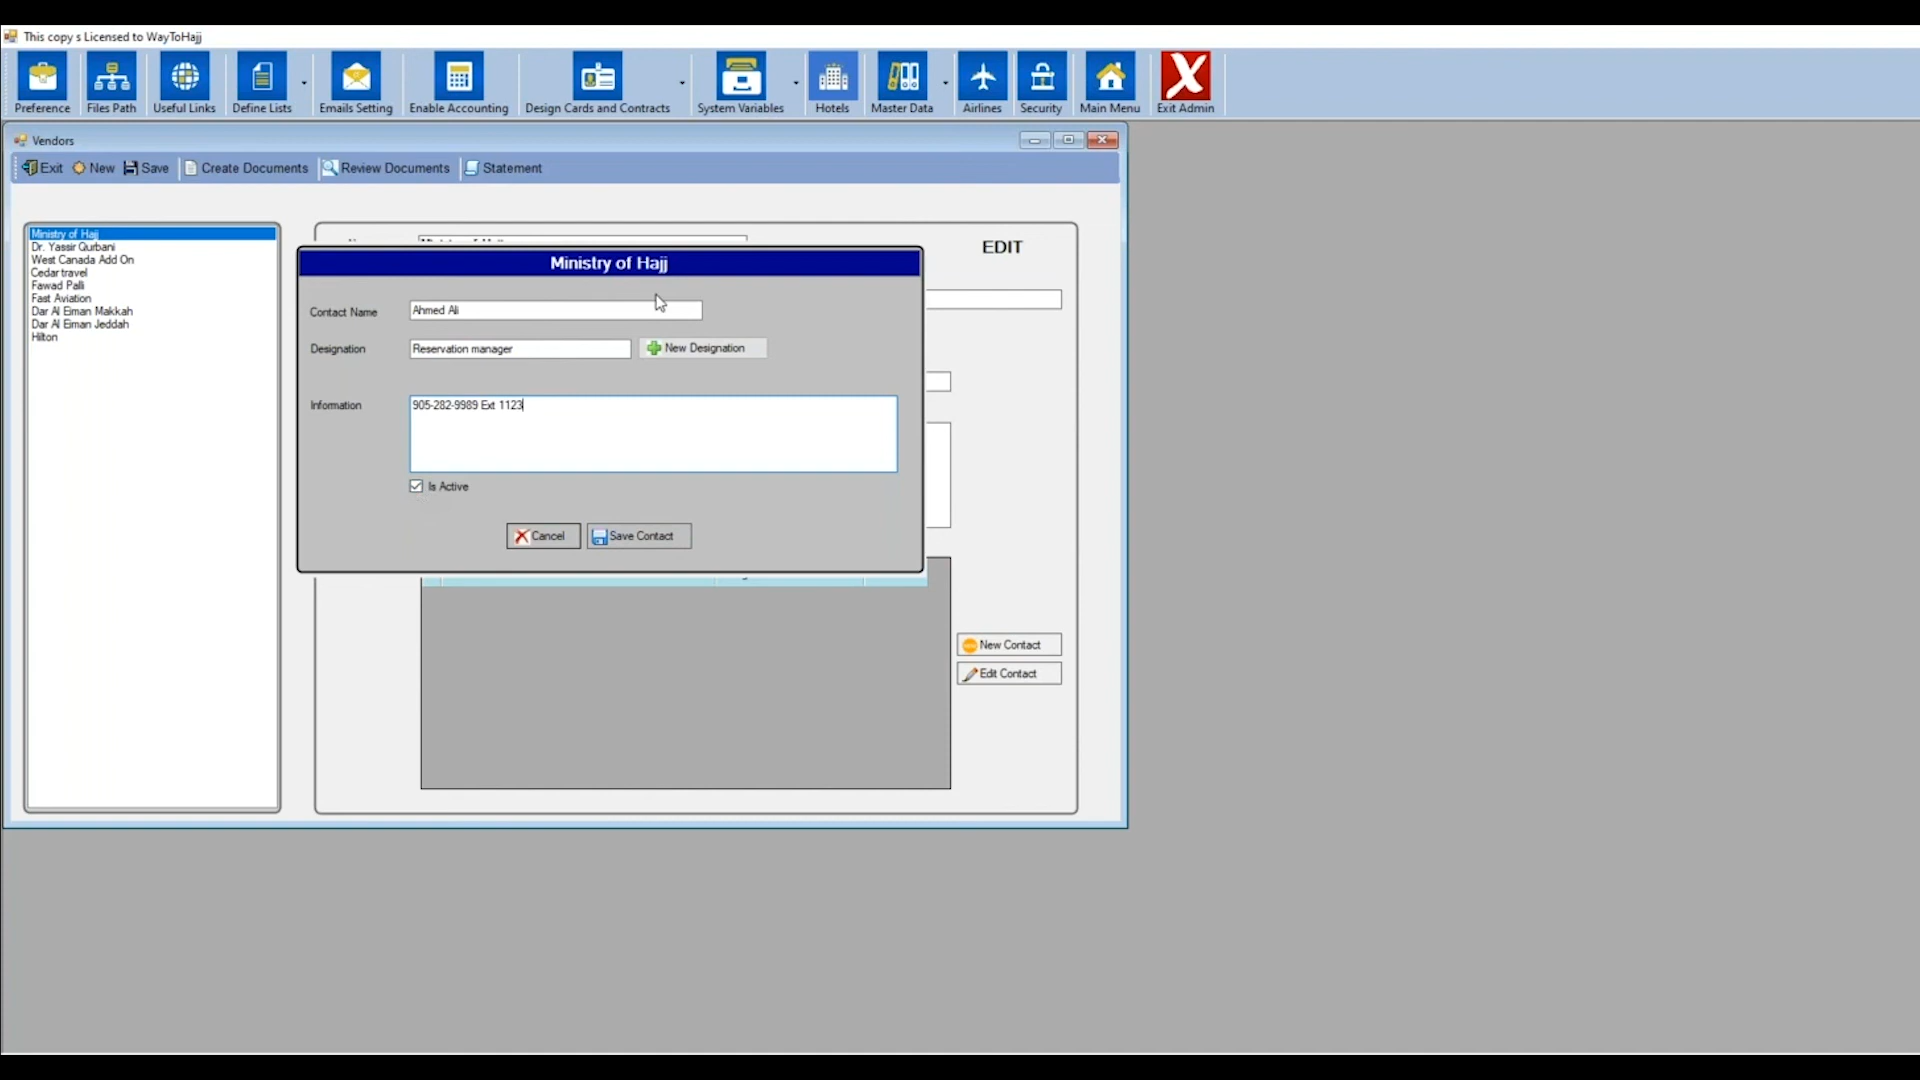 This copy s Licensed to WayToHajj
Preference
Files Path
Useful Links
Define Lists
Emails Setting
Enable Accounting
Design Cards and Contracts
System Variables
Hotels
Master Data
Airlines
Security
Main Menu
Exit Admin
Vendors
Exit
New
Save
Create Documents
Review Documents
Statement
Ministry of Hajj
Dr. Yassir Qurbani
West Canada Add On
Cedar travel
Fawad Palli
Fast Aviation
Dar Al Eiman Makkah
Dar Al Eiman Jeddah
Hilton
EDIT
Ministry of Hajj
Contact Name
Ahmed Ali
Designation
Reservation manager
New Designation
Information
905-282-9989 Ext 1123
Is Active
Cancel
Save Contact
New Contact
Edit Contact